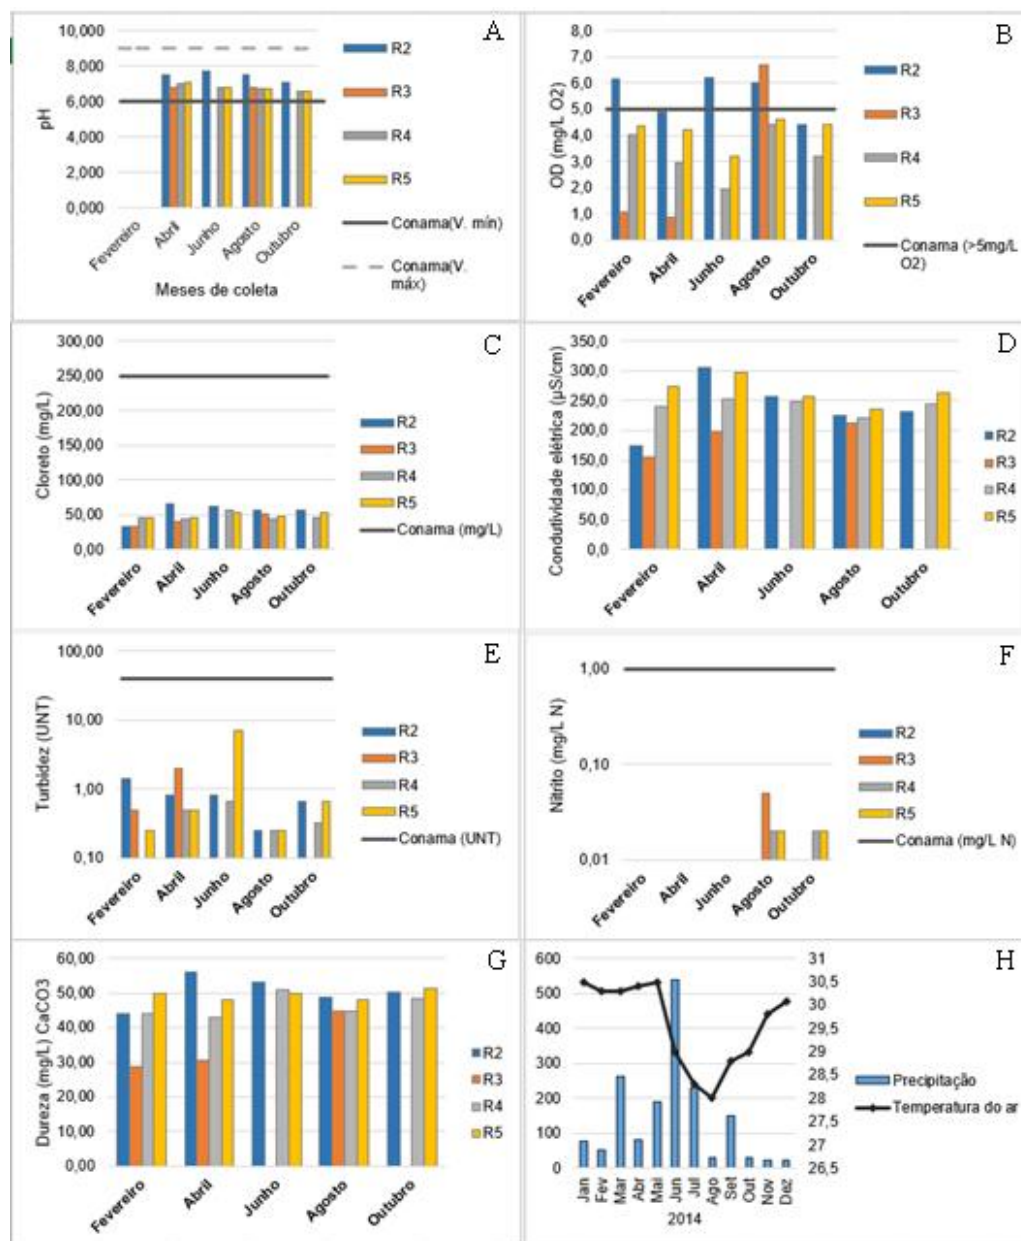 A
10,000
8,000
6,000
4,000
2,000
0,000
pH
Fevereiro
Abril
Junho
Agosto
Outubro
Meses de coleta
R2
R3
R4
R5
Conama(V. mín)
Conama(V.
máx)
B
8,0
7,0
6,0
5,0
4,0
3,0
2,0
1,0
0,0
OD (mg/L O2)
Fevereiro
Abril
Junho
Agosto
Outubro
R2
R3
R4
R5
Conama (>5mg/L
O2)
C
300,00
250,00
200,00
150,00
100,00
50,00
0,00
Cloreto (mg/L)
Fevereiro
Abril
Junho
Agosto
Outubro
R2
R3
R4
R5
Conama (mg/L)
D
350,0
300,0
250,0
200,0
150,0
100,0
50,0
0,0
Condutividade elétrica (µS/cm)
Fevereiro
Abril
Junho
Agosto
Outubro
R2
R3
R4
R5
E
100,00
10,00
1,00
0,10
Turbidez (UNT)
Fevereiro
Abril
Junho
Agosto
Outubro
R2
R3
R4
R5
Conama (UNT)
F
1,00
0,10
0,01
Nitrito (mg/L N)
Fevereiro
Abril
Junho
Agosto
Outubro
R2
R3
R4
R5
Conama (mg/L N)
G
60,00
50,00
40,00
30,00
20,00
10,00
0,00
Dureza (mg/L) CaCO3
Fevereiro
Abril
Junho
Agosto
Outubro
R2
R3
R4
R5
H
600
500
400
300
200
100
0
31
30,5
30
29,5
29
28,5
28
27,5
27
26,5
Jan
Fev
Mar
Abr
Mai
Jun
Jul
Ago
Set
Out
Nov
Dez
2014
Precipitação
Temperatura do ar